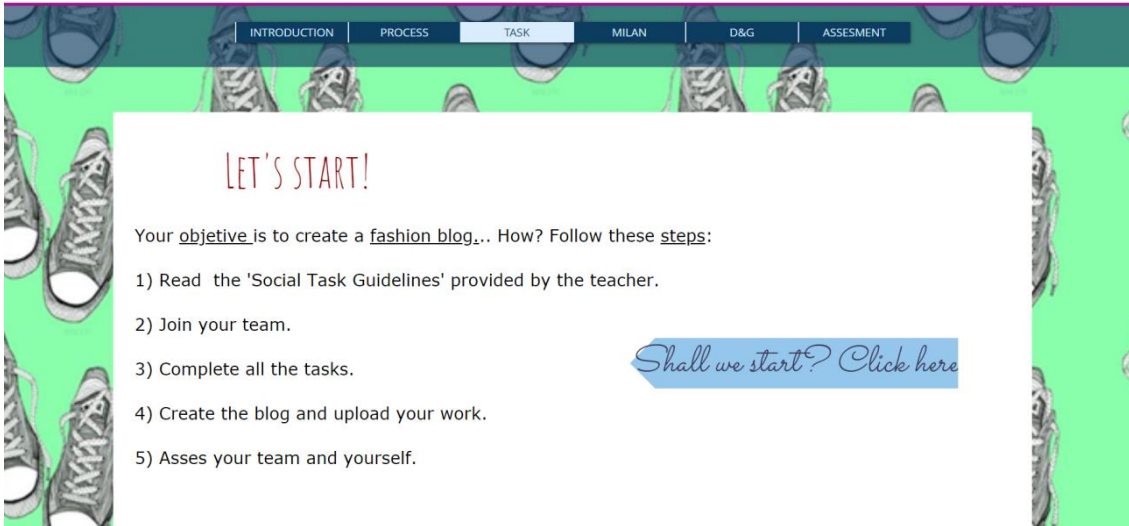 INTRODUCTION PROCESS TASK MILAN D&G ASSESMENT
LET'S START!
Your objetive is to create a fashion blog... How? Follow these steps:
1) Read  the 'Social Task Guidelines' provided by the teacher.
2) Join your team.
Shall we start? Click here
3) Complete all the tasks.
4) Create the blog and upload your work.
5) Asses your team and yourself.